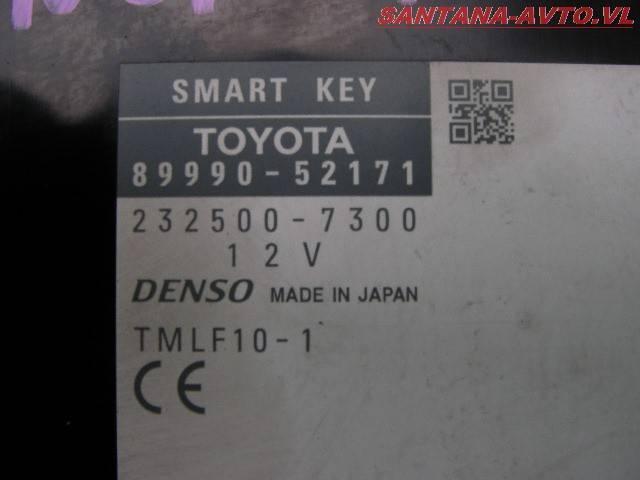 SANTANA-AVTO.VL
SMART KEY
TOYOTA
89990-52171
232500-7300
12V
DENSO MADE IN JAPAN
TMLF10-1
CE